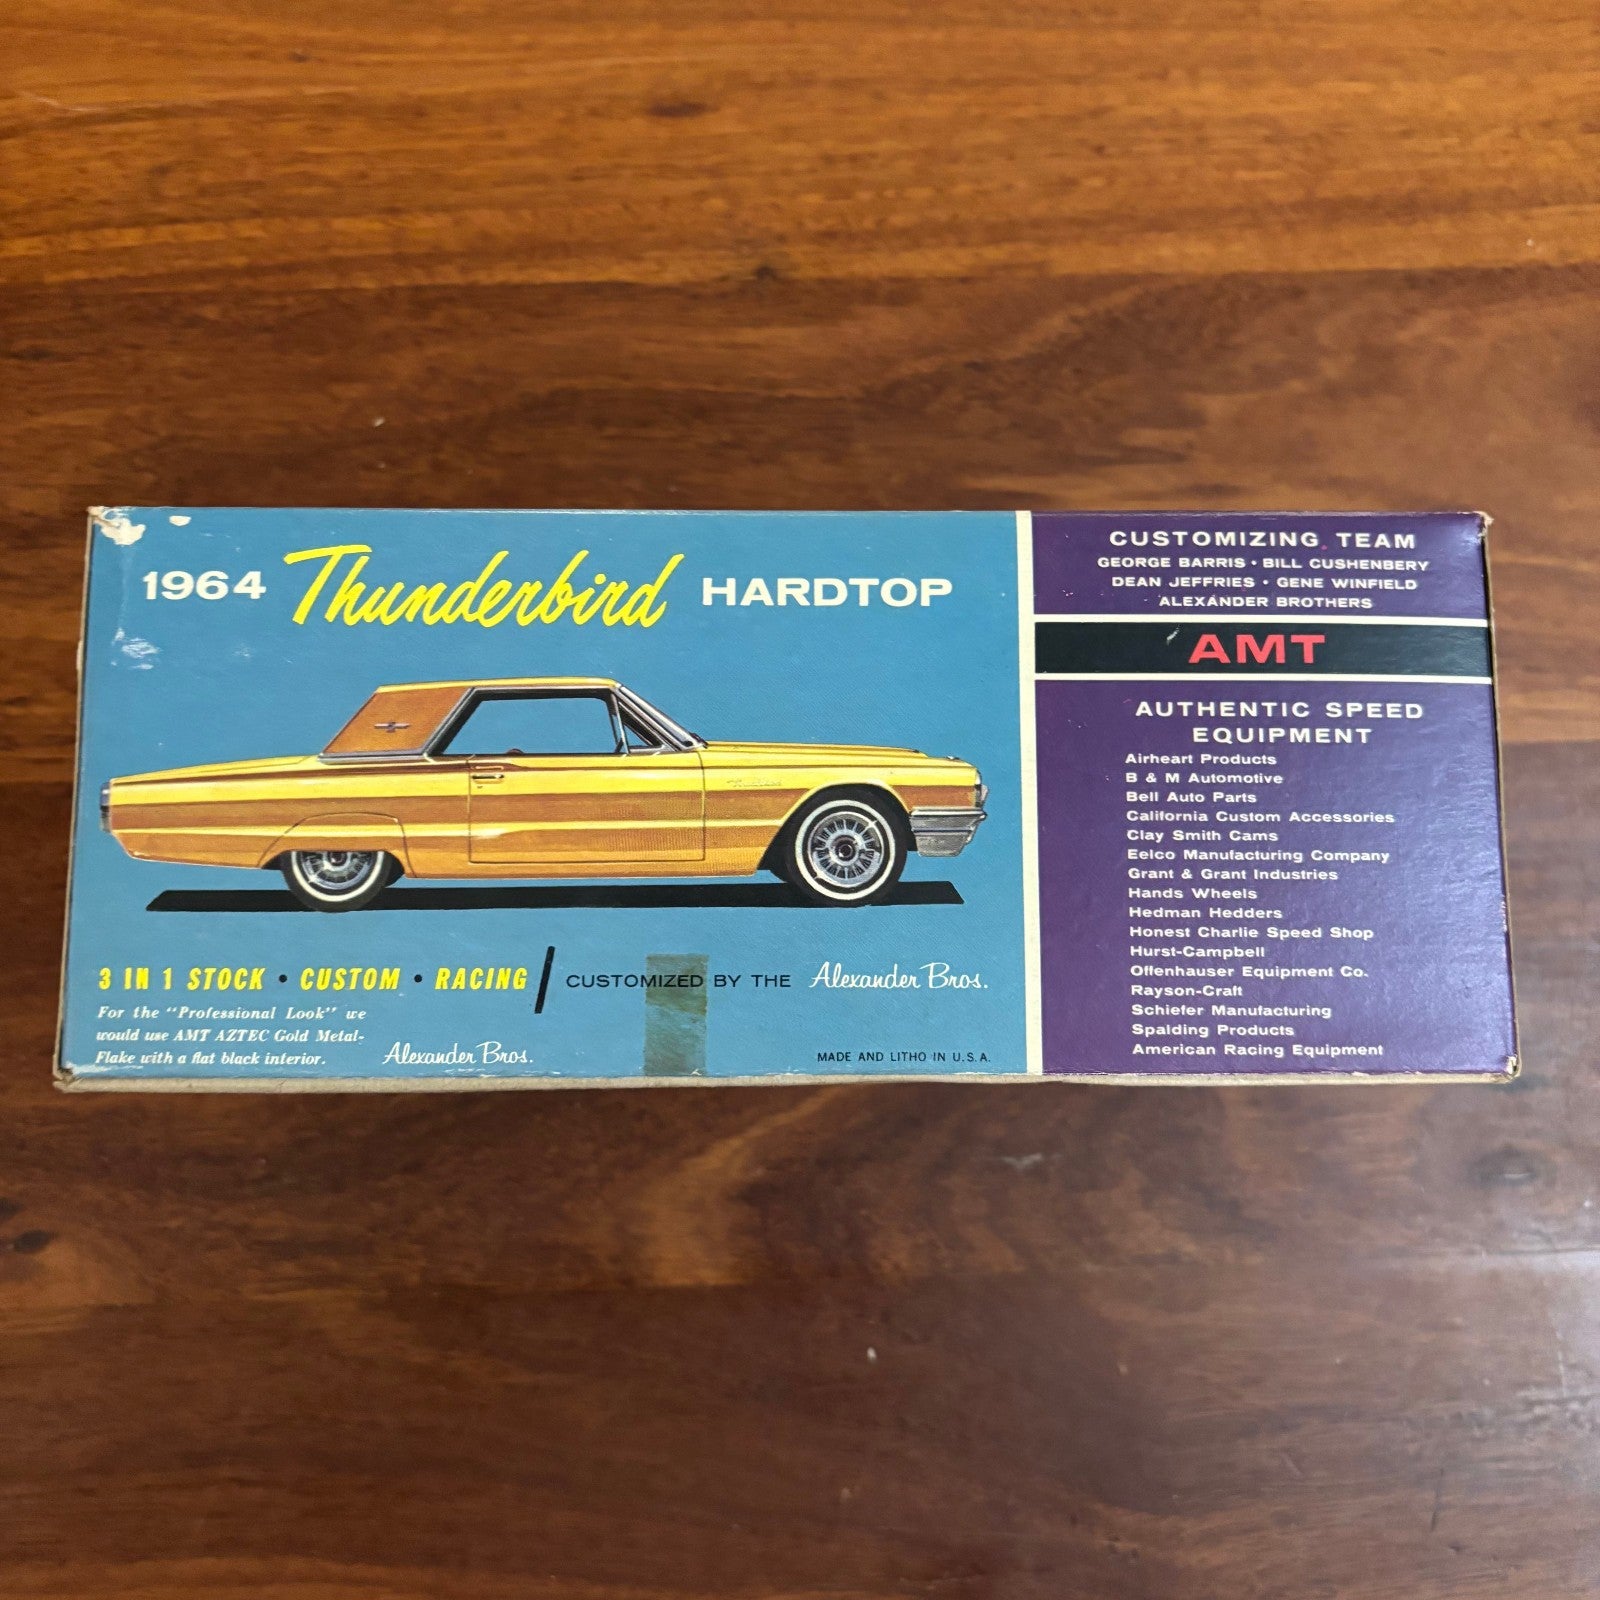 1964 Thunderbird HARDTOP
3 IN 1 STOCK • CUSTOM • RACING / CUSTOMIZED BY THE Alexander Bros.
For the "Professional Look" we
would use AMT AZTEC Gold Metal-
Flake with a flat black interior. Alexander Bros.
MADE AND LITHO IN U.S.A.
CUSTOMIZING TEAM
GEORGE BARRIS • BILL CUSHENBERY
DEAN JEFFRIES • GENE WINFIELD
ALEXANDER BROTHERS
AMT
AUTHENTIC SPEED
EQUIPMENT
Airheart Products
B & M Automotive
Bell Auto Parts
California Custom Accessories
Clay Smith Cams
Eelco Manufacturing Company
Grant & Grant Industries
Hands Wheels
Hedman Hedders
Honest Charlie Speed Shop
Hurst-Campbell
Offenhauser Equipment Co.
Rayson-Craft
Schiefer Manufacturing
Spalding Products
American Racing Equipment